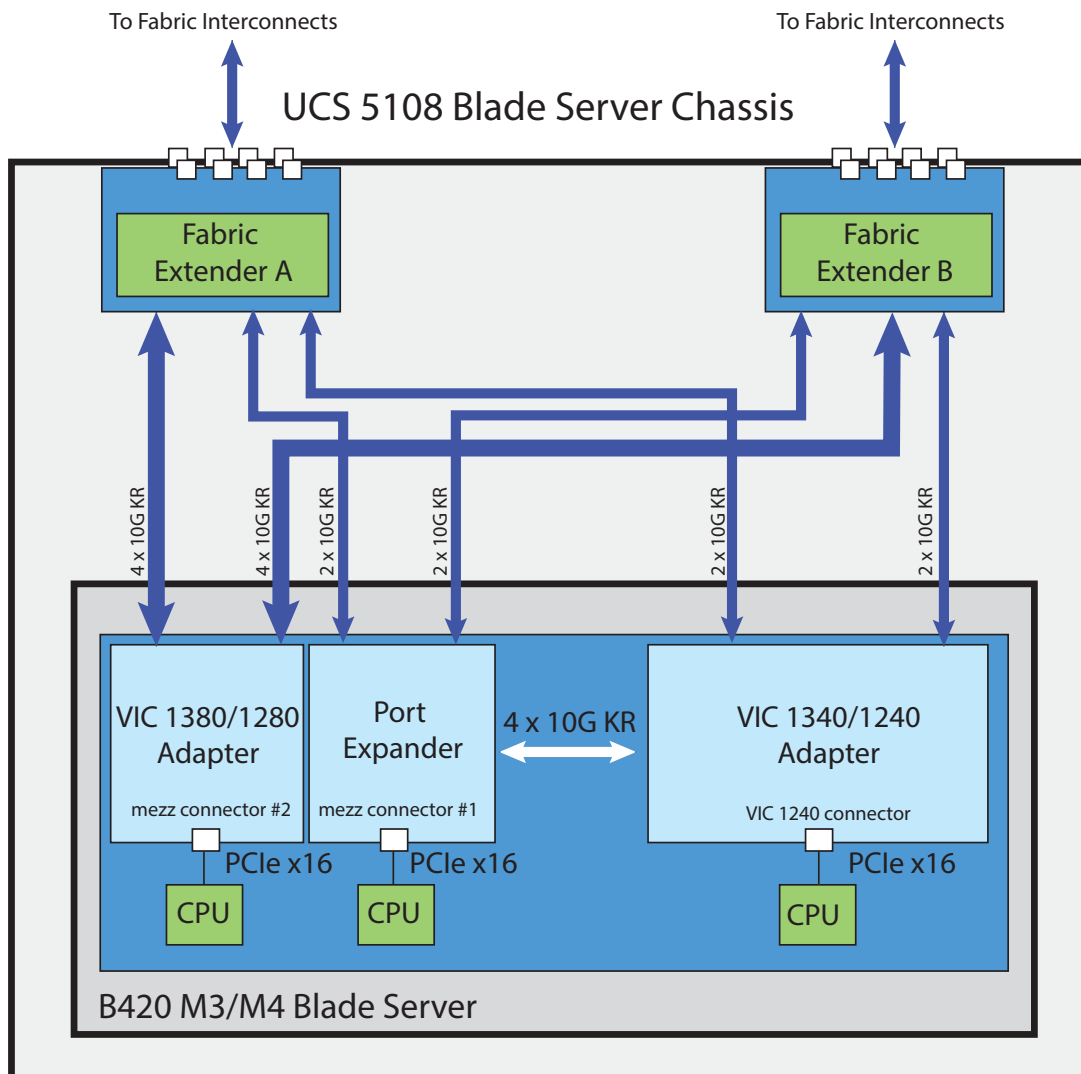 To Fabric Interconnects
To Fabric Interconnects
UCS 5108 Blade Server Chassis
Fabric
Extender A
Fabric
Extender B
4 x 10G KR
4 x 10G KR
2 x 10G KR
2 x 10G KR
2 x 10G KR
2 x 10G KR
VIC 1380/1280
Adapter
mezz connector #2
Port
Expander
mezz connector #1
4 x 10G KR
VIC 1340/1240
Adapter
VIC 1240 connector
PCIe x16
PCIe x16
PCIe x16
CPU
CPU
CPU
B420 M3/M4 Blade Server